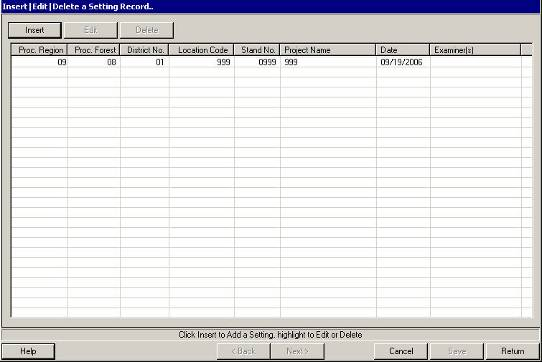 Insert|Edit|Delete a Setting Record..
Insert Edit Delete
Proc. Region Proc. Forest District No. Location Code Stand No. Project Name Date Examiner(s)
09 08 01 999 0999 999 09/19/2006
Click Insert to Add a Setting, highlight to Edit or Delete
Help < Back Next > Cancel Save Return